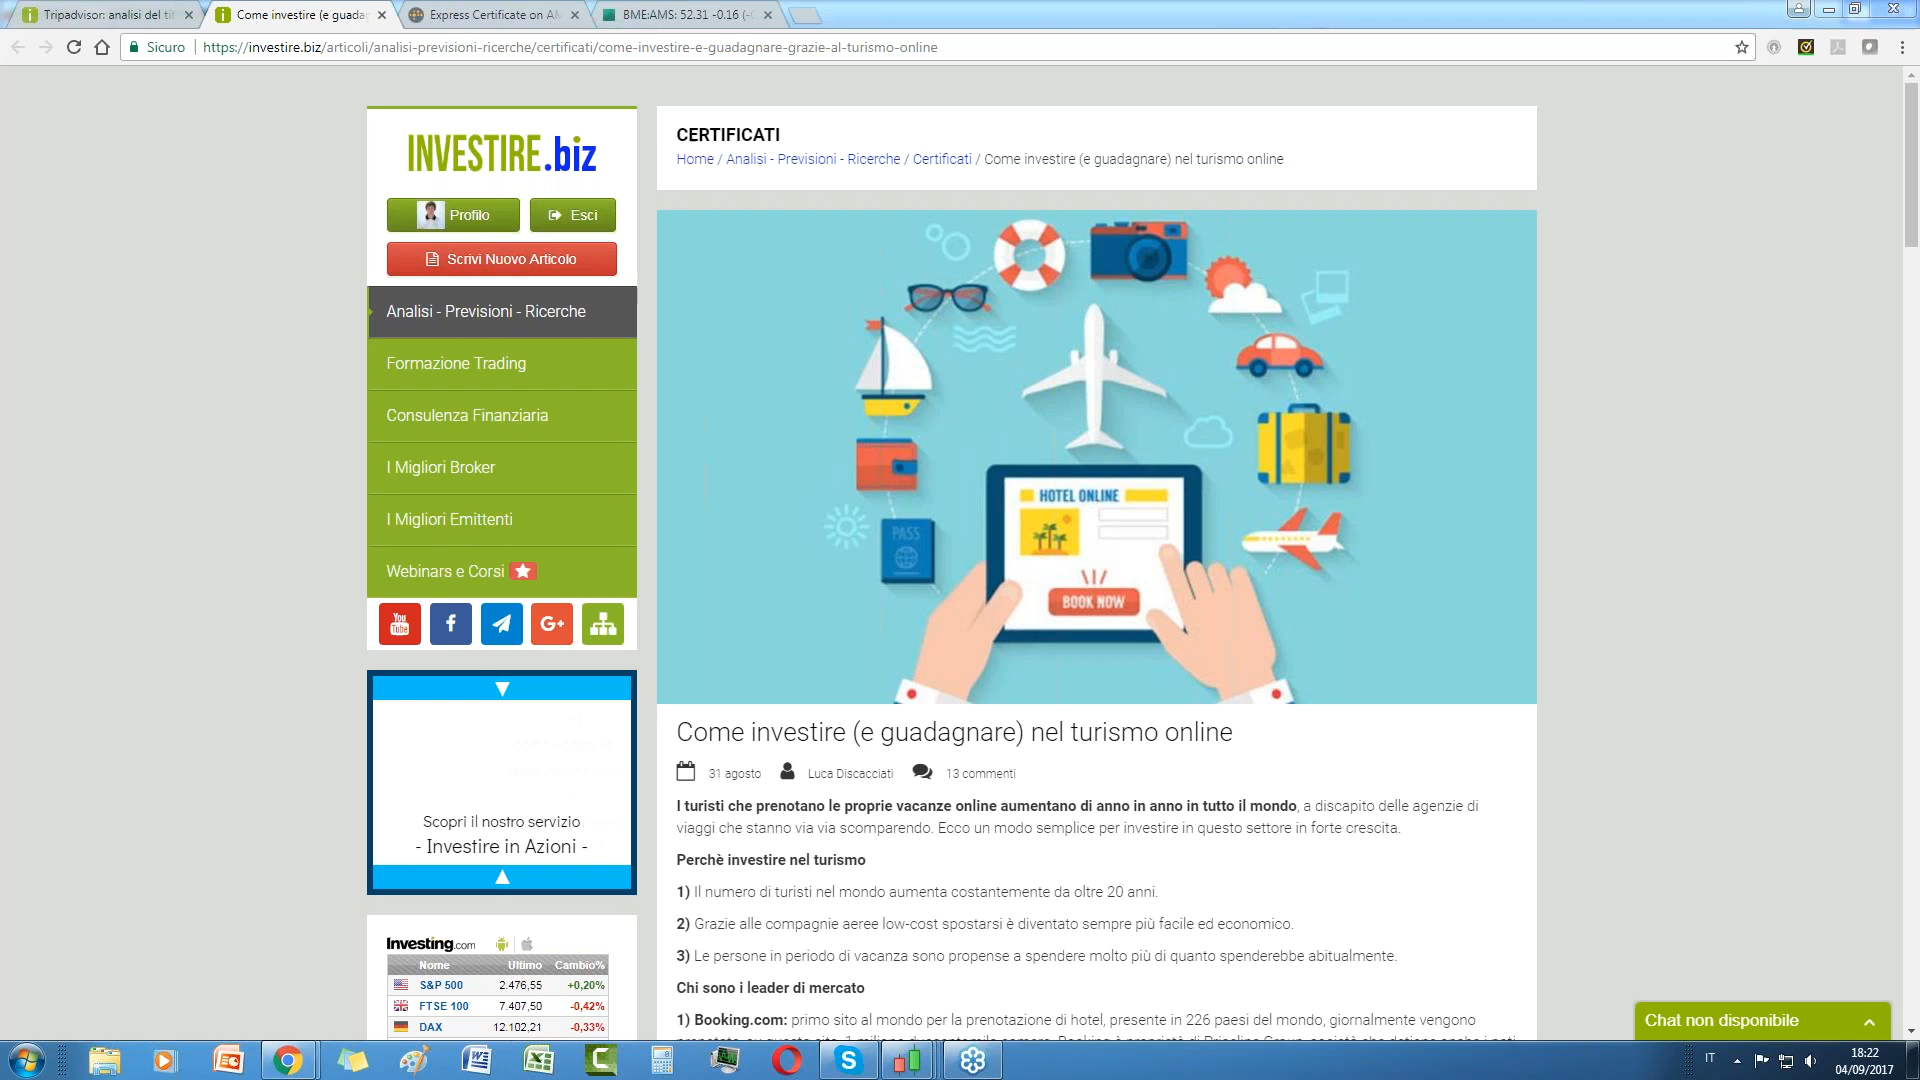 Tripadvisor: analisi del tit
Come investire (e guadag
Express Certificate on AM
BME:AMS: 52.31 -0.16 (-
Sicuro
https://investire.biz/articoli/analisi-previsioni-ricerche/certificati/come-investire-e-guadagnare-grazie-al-turismo-online
INVESTIRE.biz
Profilo
Esci
Scrivi Nuovo Articolo
Analisi - Previsioni - Ricerche
Formazione Trading
Consulenza Finanziaria
I Migliori Broker
I Migliori Emittenti
Webinars e Corsi
You
Tube
f
G+
Scopri il nostro servizio
- Investire in Azioni -
Investing.com
Nome Ultimo Cambio%
S&P 500 2.476,55 +0,20%
FTSE 100 7.407,50 -0,42%
DAX 12.102,21 -0,33%
CERTIFICATI
Home / Analisi - Previsioni - Ricerche / Certificati / Come investire (e guadagnare) nel turismo online
PASS
HOTEL ONLINE
BOOK NOW
Come investire (e guadagnare) nel turismo online
31 agosto Luca Discacciati 13 commenti
I turisti che prenotano le proprie vacanze online aumentano di anno in anno in tutto il mondo, a discapito delle agenzie di
viaggi che stanno via via scomparendo. Ecco un modo semplice per investire in questo settore in forte crescita.
Perchè investire nel turismo
1) Il numero di turisti nel mondo aumenta costantemente da oltre 20 anni.
2) Grazie alle compagnie aeree low-cost spostarsi è diventato sempre più facile ed economico.
3) Le persone in periodo di vacanza sono propense a spendere molto più di quanto spenderebbe abitualmente.
Chi sono i leader di mercato
1) Booking.com: primo sito al mondo per la prenotazione di hotel, presente in 226 paesi del mondo, giornalmente vengono
Chat non disponibile
IT
18:22
04/09/2017